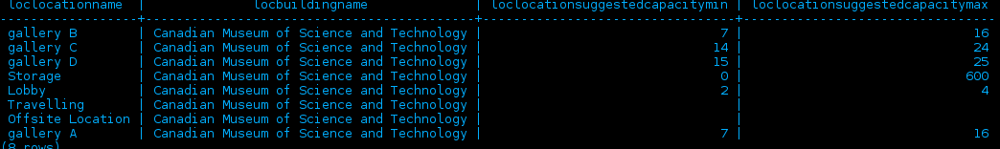 loclocationname | locbuildingname | loclocationsuggestedcapacitymin | loclocationsuggestedcapacitymax
gallery B | Canadian Museum of Science and Technology | 7 | 16
gallery C | Canadian Museum of Science and Technology | 14 | 24
gallery D | Canadian Museum of Science and Technology | 15 | 25
Storage | Canadian Museum of Science and Technology | 0 | 600
Lobby | Canadian Museum of Science and Technology | 2 | 4
Travelling | Canadian Museum of Science and Technology | |
Offsite Location | Canadian Museum of Science and Technology | |
gallery A | Canadian Museum of Science and Technology | 7 | 16
(8 rows)